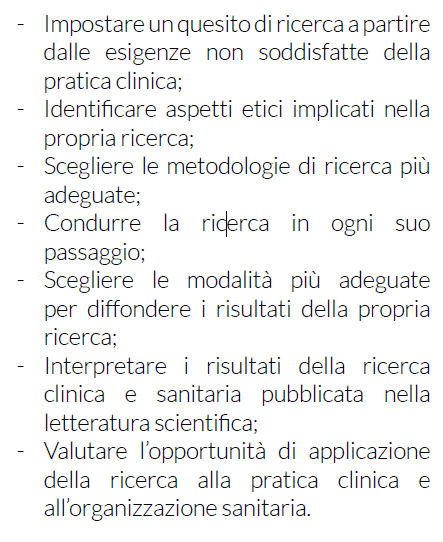 - Impostare un quesito di ricerca a partire
dalle esigenze non soddisfatte della
pratica clinica;
- Identificare aspetti etici implicati nella
propria ricerca;
- Scegliere le metodologie di ricerca più
adeguate;
- Condurre la ricerca in ogni suo
passaggio;
- Scegliere le modalità più adeguate
per diffondere i risultati della propria
ricerca;
- Interpretare i risultati della ricerca
clinica e sanitaria pubblicata nella
letteratura scientifica;
- Valutare l’opportunità di applicazione
della ricerca alla pratica clinica e
all’organizzazione sanitaria.